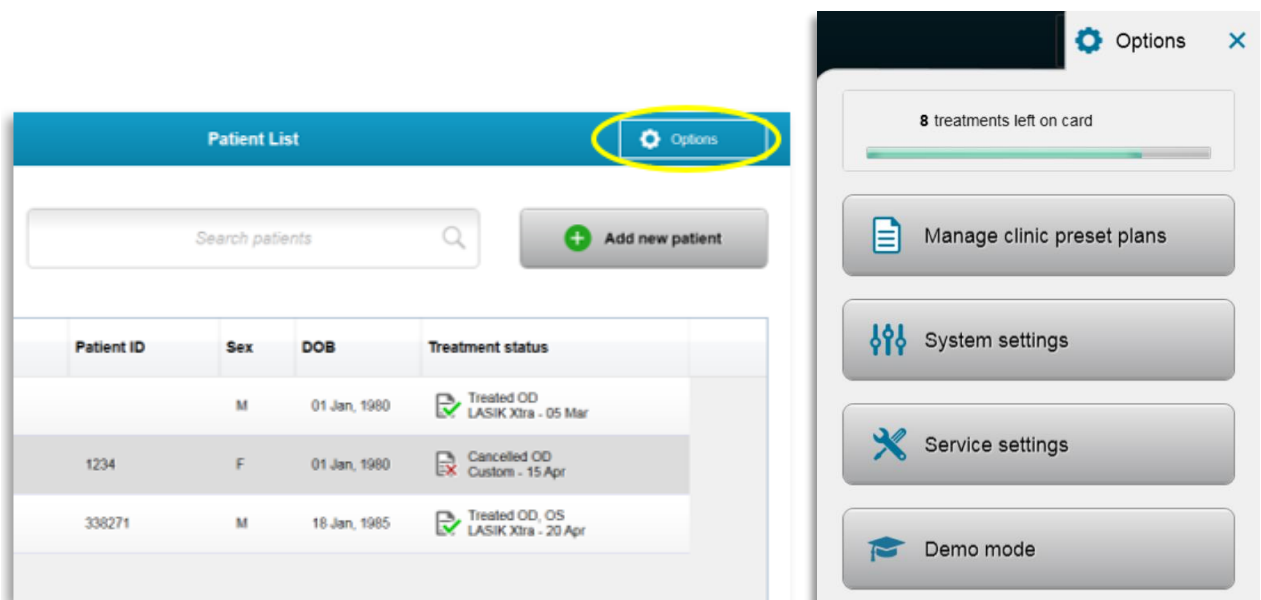 Patient List
Options
Search patients
Add new patient
Patient ID Sex DOB Treatment status
M 01 Jan, 1980 Treated OD
LASIK Xtra - 05 Mar
1234 F 01 Jan, 1980 Cancelled OD
Custom - 15 Apr
338271 M 18 Jan, 1985 Treated OD, OS
LASIK Xtra - 20 Apr
Options
8 treatments left on card
Manage clinic preset plans
System settings
Service settings
Demo mode